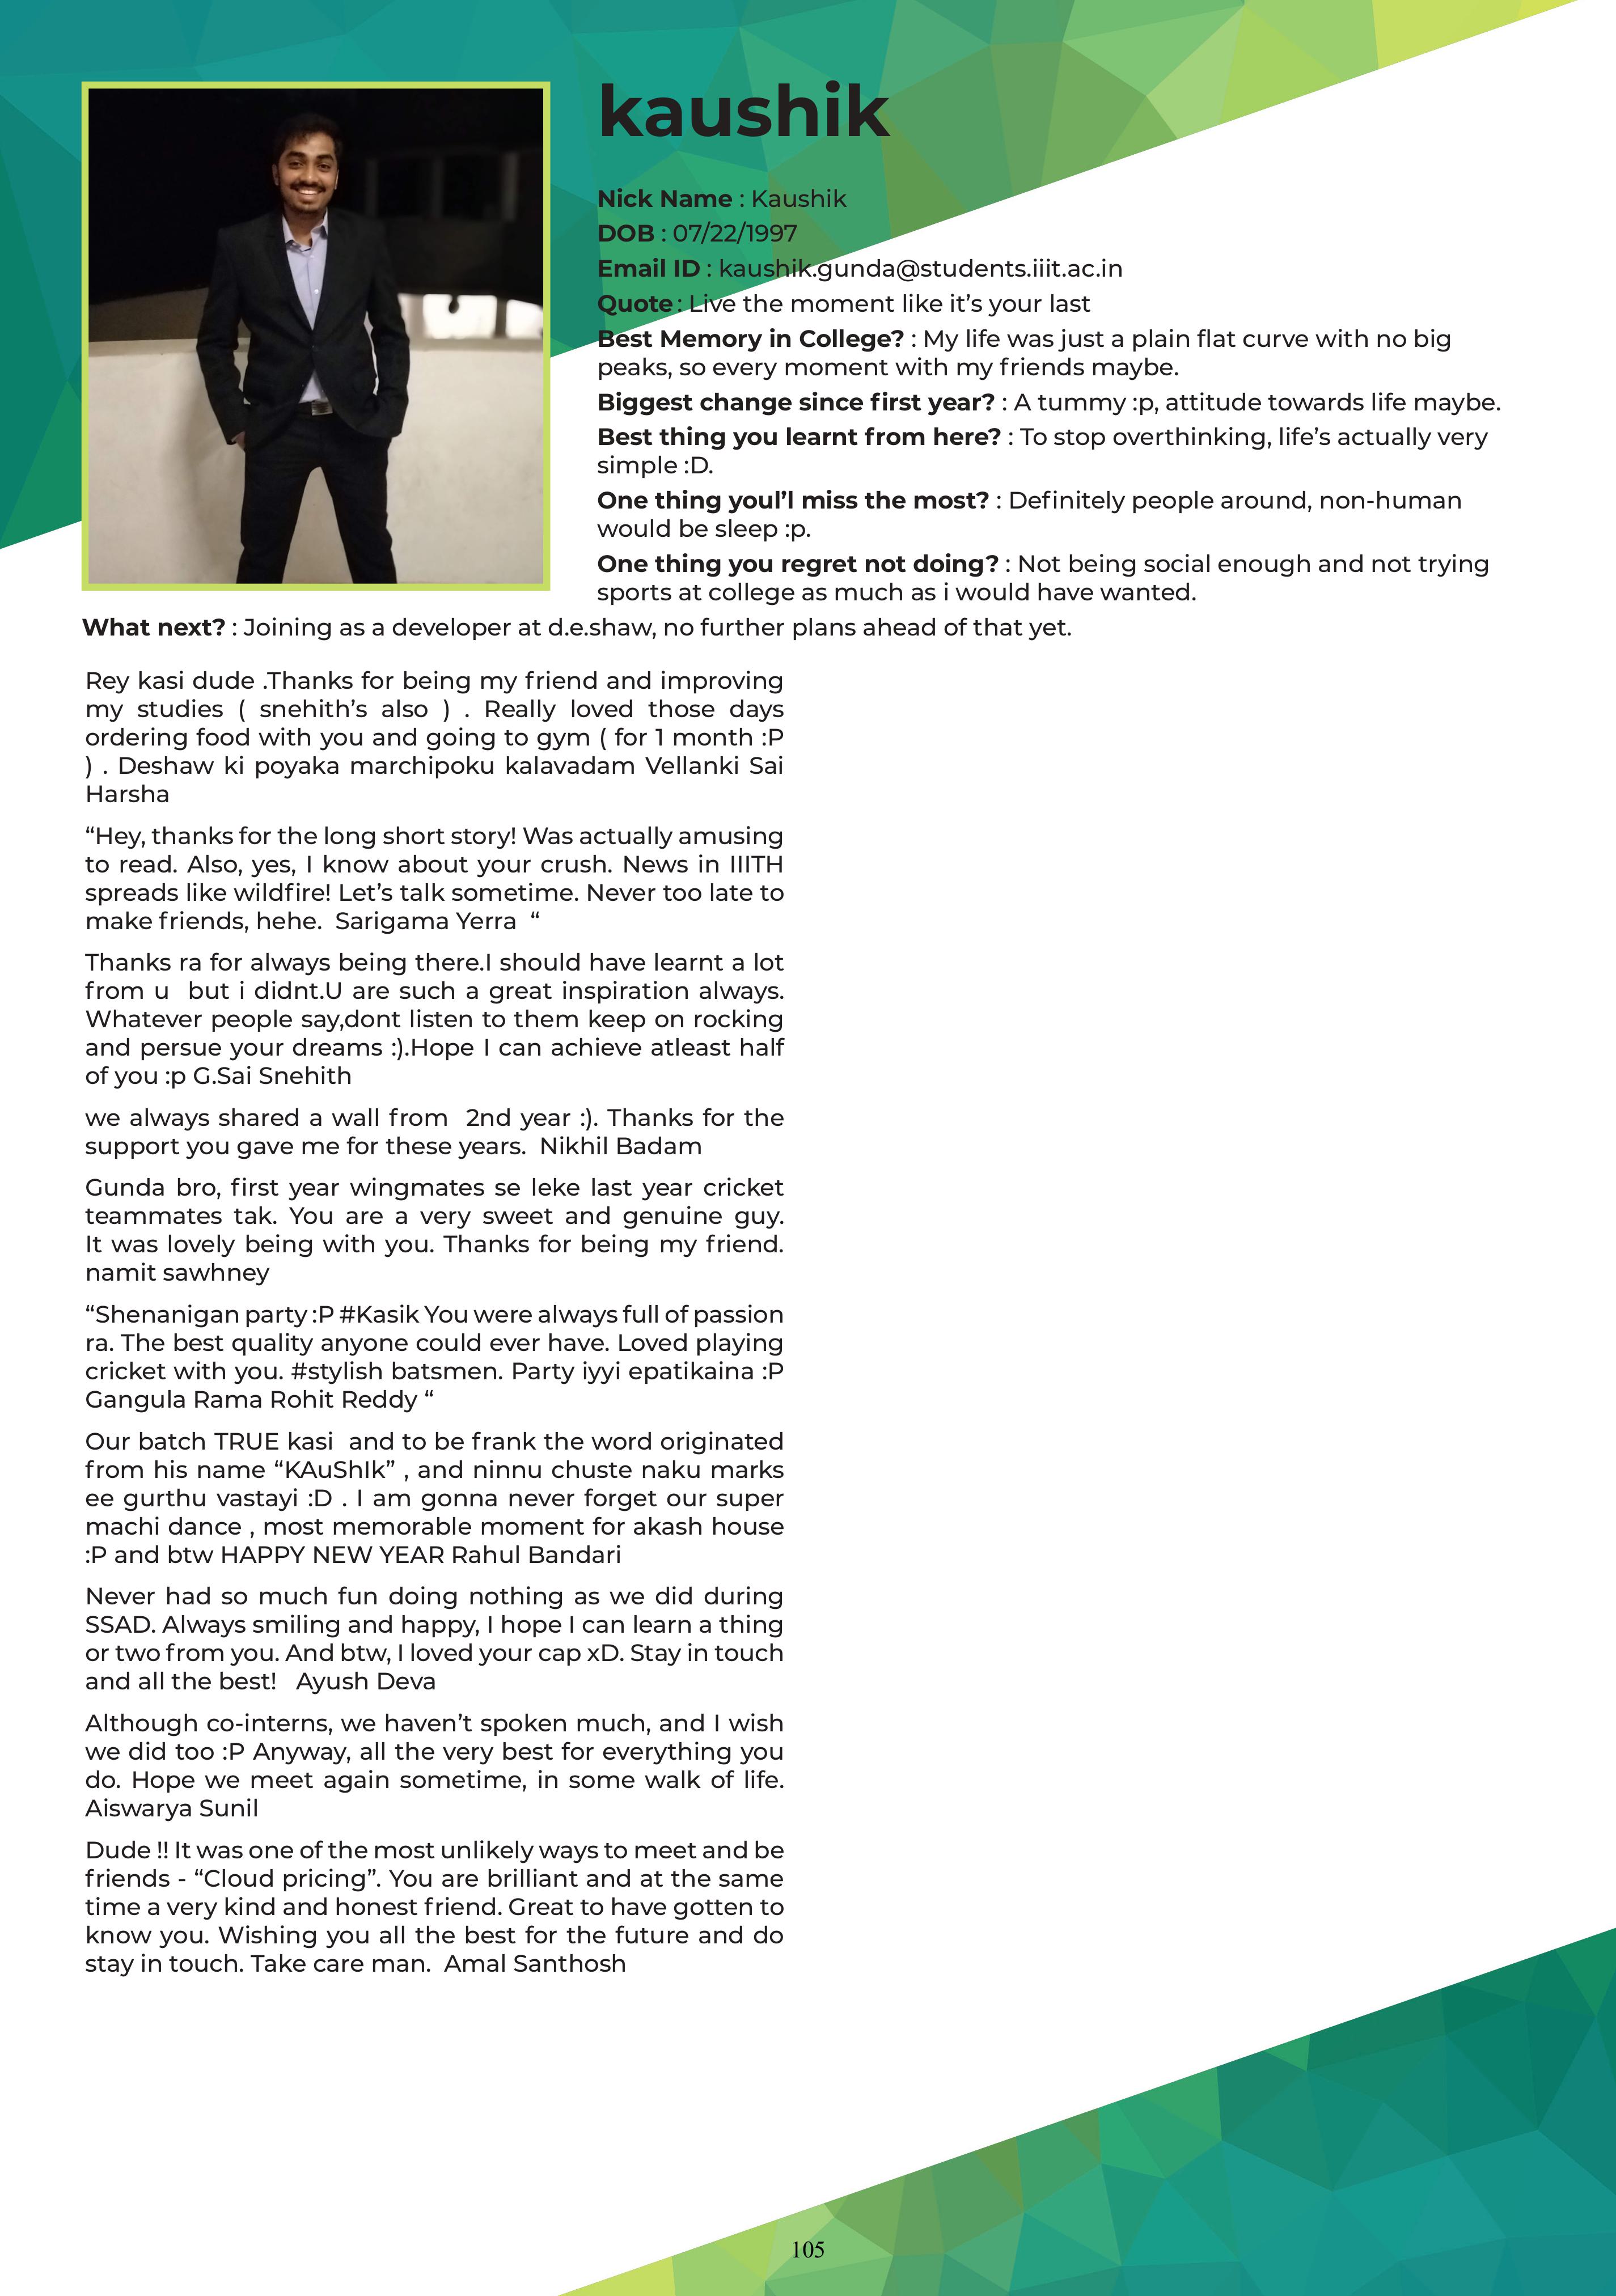 kaushik
Nick Name : Kaushik
DOB : 07/22/1997
Email ID : kaushik.gunda@students.iiit.ac.in
Quote : Live the moment like it’s your last
Best Memory in College? : My life was just a plain flat curve with no big
peaks, so every moment with my friends maybe.
Biggest change since first year? : A tummy :p, attitude towards life maybe.
Best thing you learnt from here? : To stop overthinking, life’s actually very
simple :D.
One thing youl’l miss the most? : Definitely people around, non-human
would be sleep :p.
One thing you regret not doing? : Not being social enough and not trying
sports at college as much as i would have wanted.
What next? : Joining as a developer at d.e.shaw, no further plans ahead of that yet.
Rey kasi dude .Thanks for being my friend and improving
my studies ( snehith’s also ) . Really loved those days
ordering food with you and going to gym ( for 1 month :P
) . Deshaw ki poyaka marchipoku kalavadam Vellanki Sai
Harsha
“Hey, thanks for the long short story! Was actually amusing
to read. Also, yes, I know about your crush. News in IIITH
spreads like wildfire! Let’s talk sometime. Never too late to
make friends, hehe.  Sarigama Yerra  “
Thanks ra for always being there.I should have learnt a lot
from u  but i didnt.U are such a great inspiration always.
Whatever people say,dont listen to them keep on rocking
and persue your dreams :).Hope I can achieve atleast half
of you :p G.Sai Snehith
we always shared a wall from  2nd year :). Thanks for the
support you gave me for these years.  Nikhil Badam
Gunda bro, first year wingmates se leke last year cricket
teammates tak. You are a very sweet and genuine guy.
It was lovely being with you. Thanks for being my friend.
namit sawhney
“Shenanigan party :P #Kasik You were always full of passion
ra. The best quality anyone could ever have. Loved playing
cricket with you. #stylish batsmen. Party iyyi epatikaina :P
Gangula Rama Rohit Reddy “
Our batch TRUE kasi  and to be frank the word originated
from his name “KAuShIk” , and ninnu chuste naku marks
ee gurthu vastayi :D . I am gonna never forget our super
machi dance , most memorable moment for akash house
:P and btw HAPPY NEW YEAR Rahul Bandari
Never had so much fun doing nothing as we did during
SSAD. Always smiling and happy, I hope I can learn a thing
or two from you. And btw, I loved your cap xD. Stay in touch
and all the best!   Ayush Deva
Although co-interns, we haven’t spoken much, and I wish
we did too :P Anyway, all the very best for everything you
do. Hope we meet again sometime, in some walk of life.
Aiswarya Sunil
Dude !! It was one of the most unlikely ways to meet and be
friends - “Cloud pricing”. You are brilliant and at the same
time a very kind and honest friend. Great to have gotten to
know you. Wishing you all the best for the future and do
stay in touch. Take care man.  Amal Santhosh
105